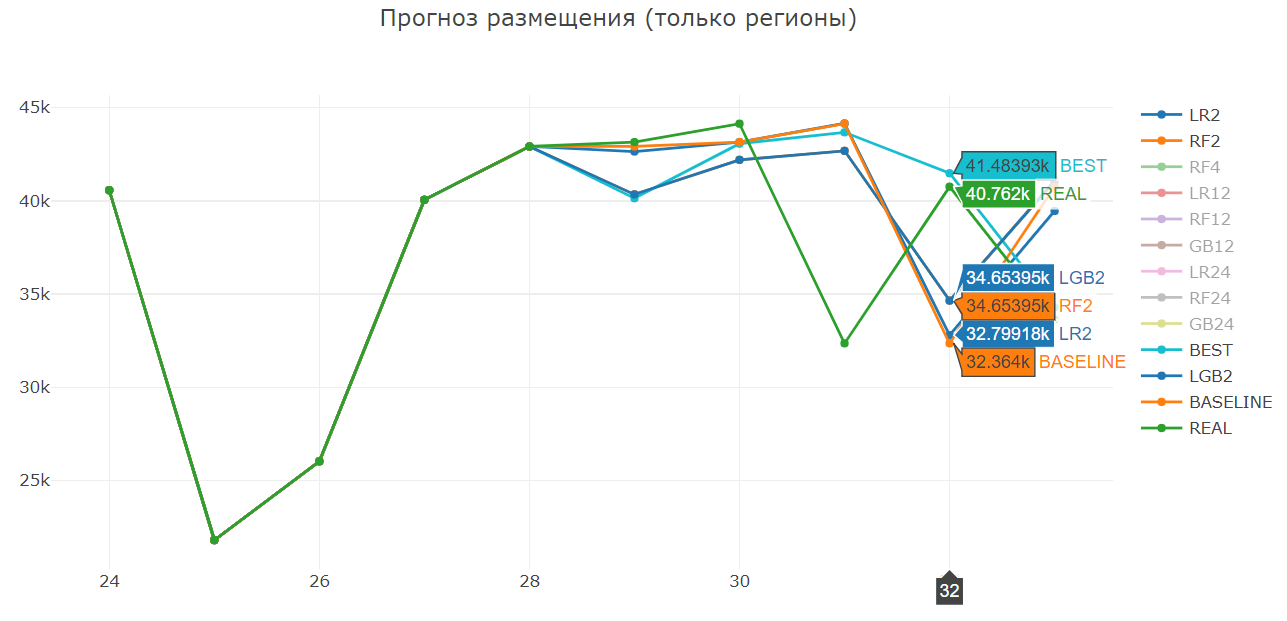 Прогноз размещения (только регионы)
45k
40k
35k
30k
25k
24
26
28
30
32
41.48393k BEST
40.762k REAL
34.65395k LGB2
34.65395k RF2
32.79918k LR2
32.364k BASELINE
LR2
RF2
RF4
LR12
RF12
GB12
LR24
RF24
GB24
BEST
LGB2
BASELINE
REAL